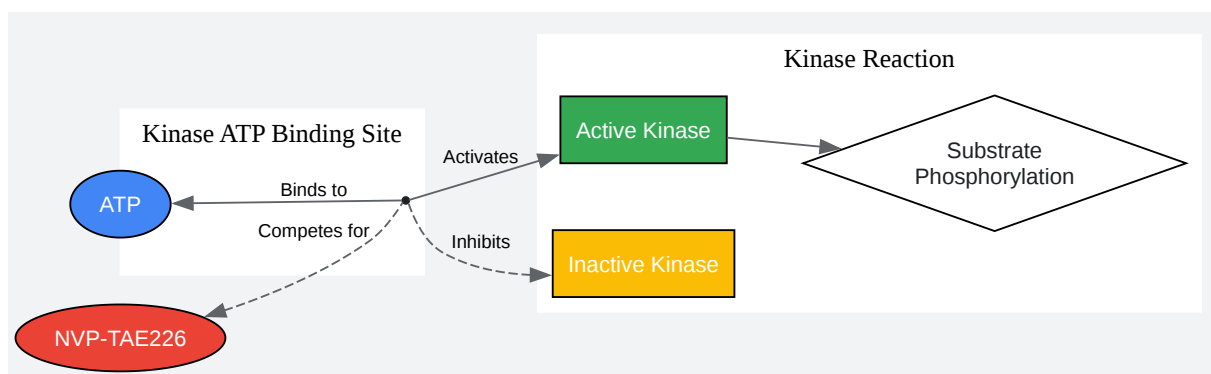 Kinase Reaction
Kinase ATP Binding Site
Active Kinase
Substrate
Phosphorylation
Activates
Binds to
ATP
Competes for
Inhibits
Inactive Kinase
NVP-TAE226